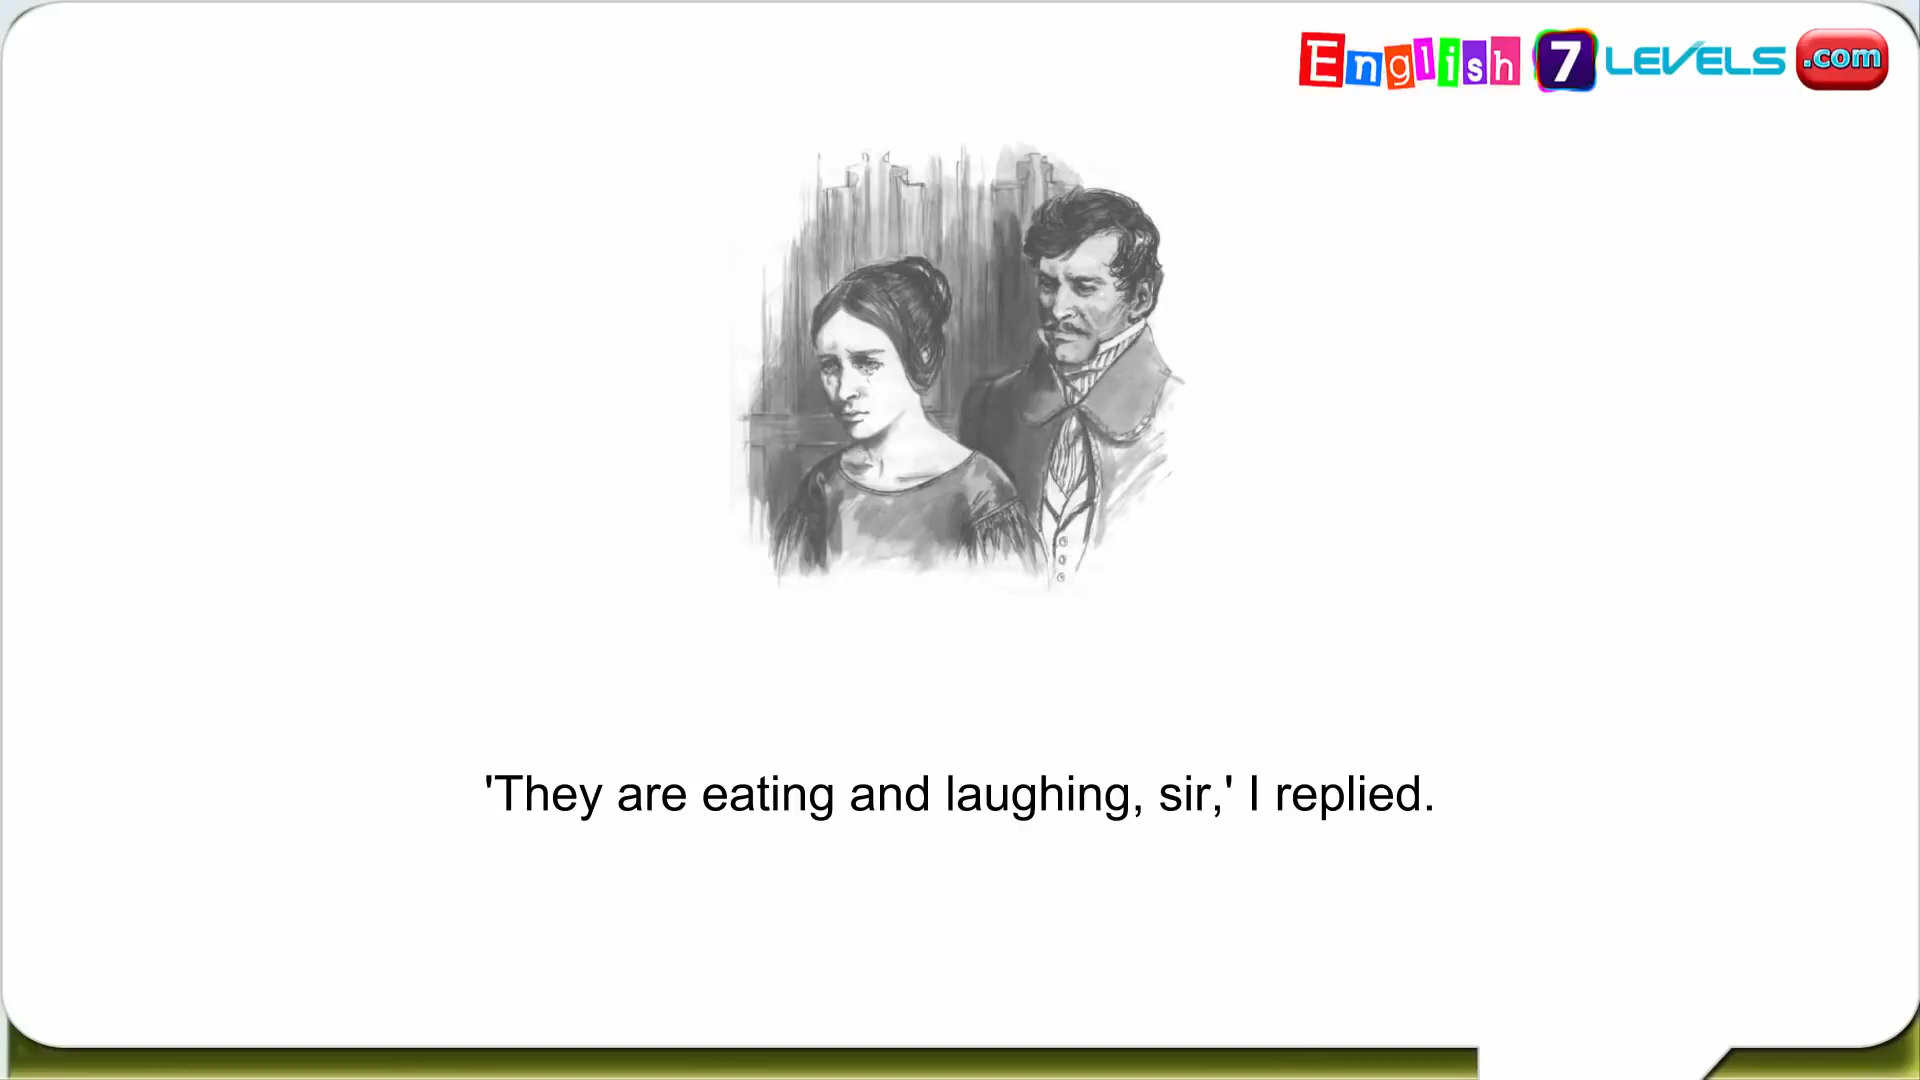 English 7 LEVELS .com
'They are eating and laughing, sir,' I replied.